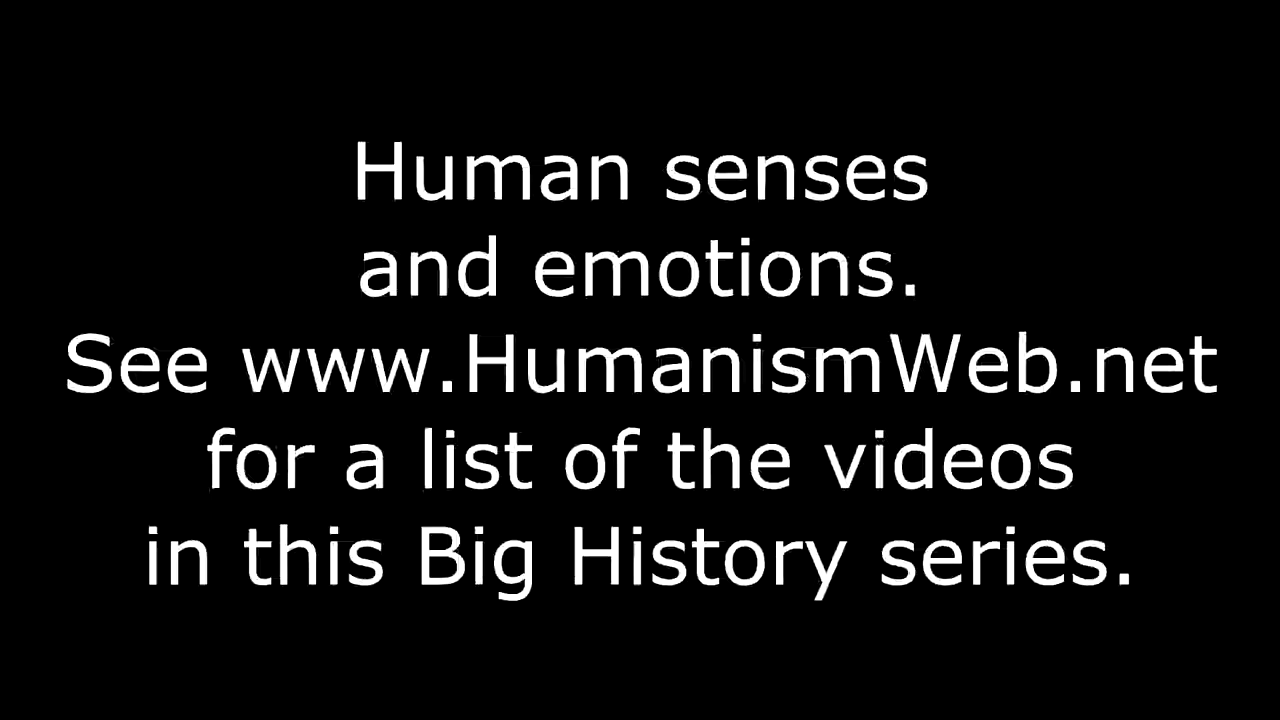 Human senses
and emotions.
See www.HumanismWeb.net
for a list of the videos
in this Big History series.